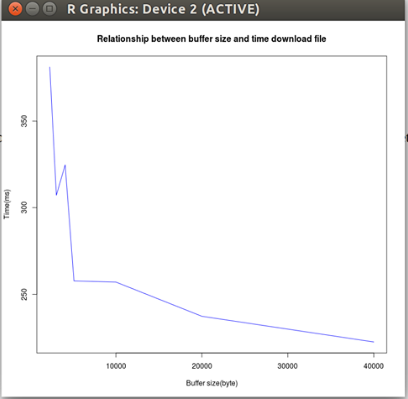 R Graphics: Device 2 (ACTIVE)
Relationship between buffer size and time download file
350
300
250
Time(ms)
10000 20000 30000 40000
Buffer size(byte)